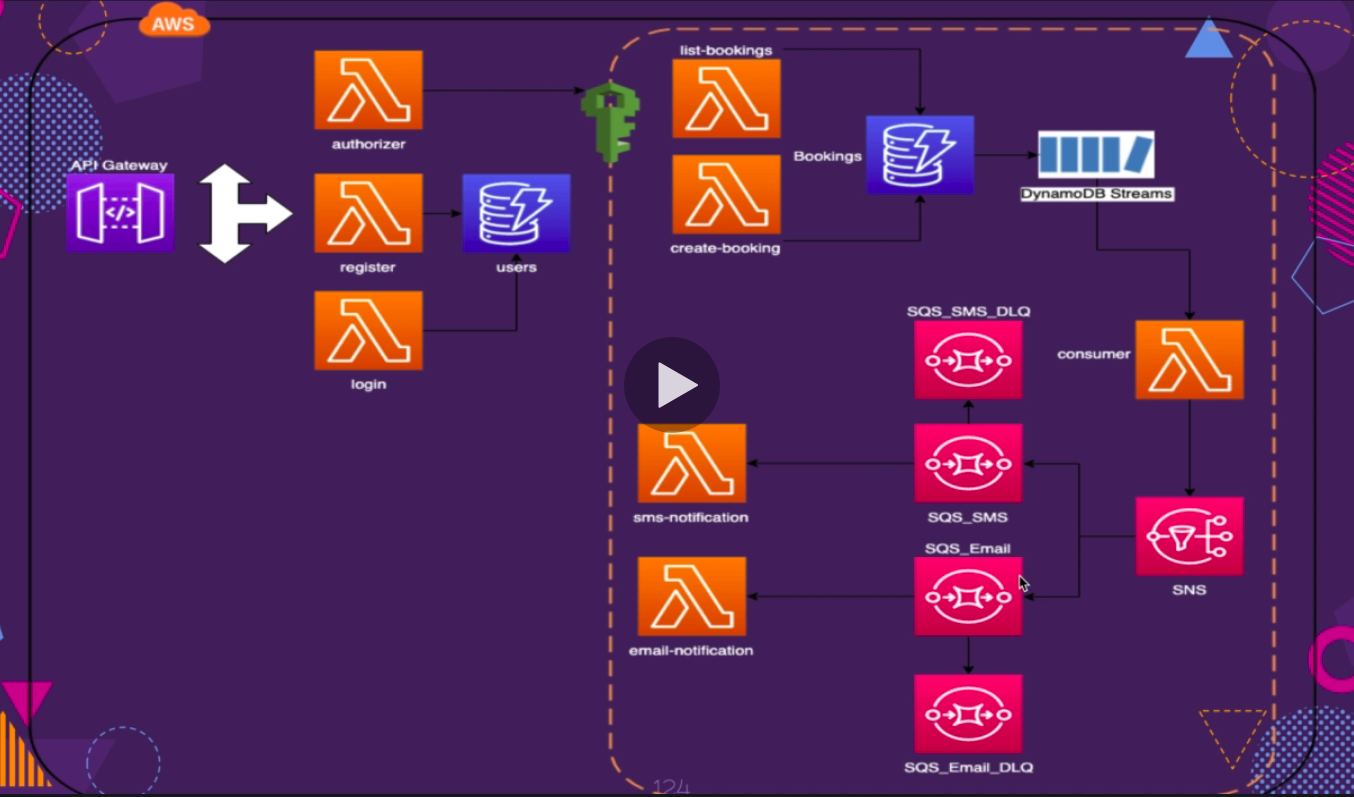 AWS
API Gateway
authorizer
register
login
users
list-bookings
create-booking
Bookings
DynamoDB Streams
consumer
SNS
SQS_SMS_DLQ
SQS_SMS
sms-notification
SQS_Email
email-notification
SQS_Email_DLQ
124